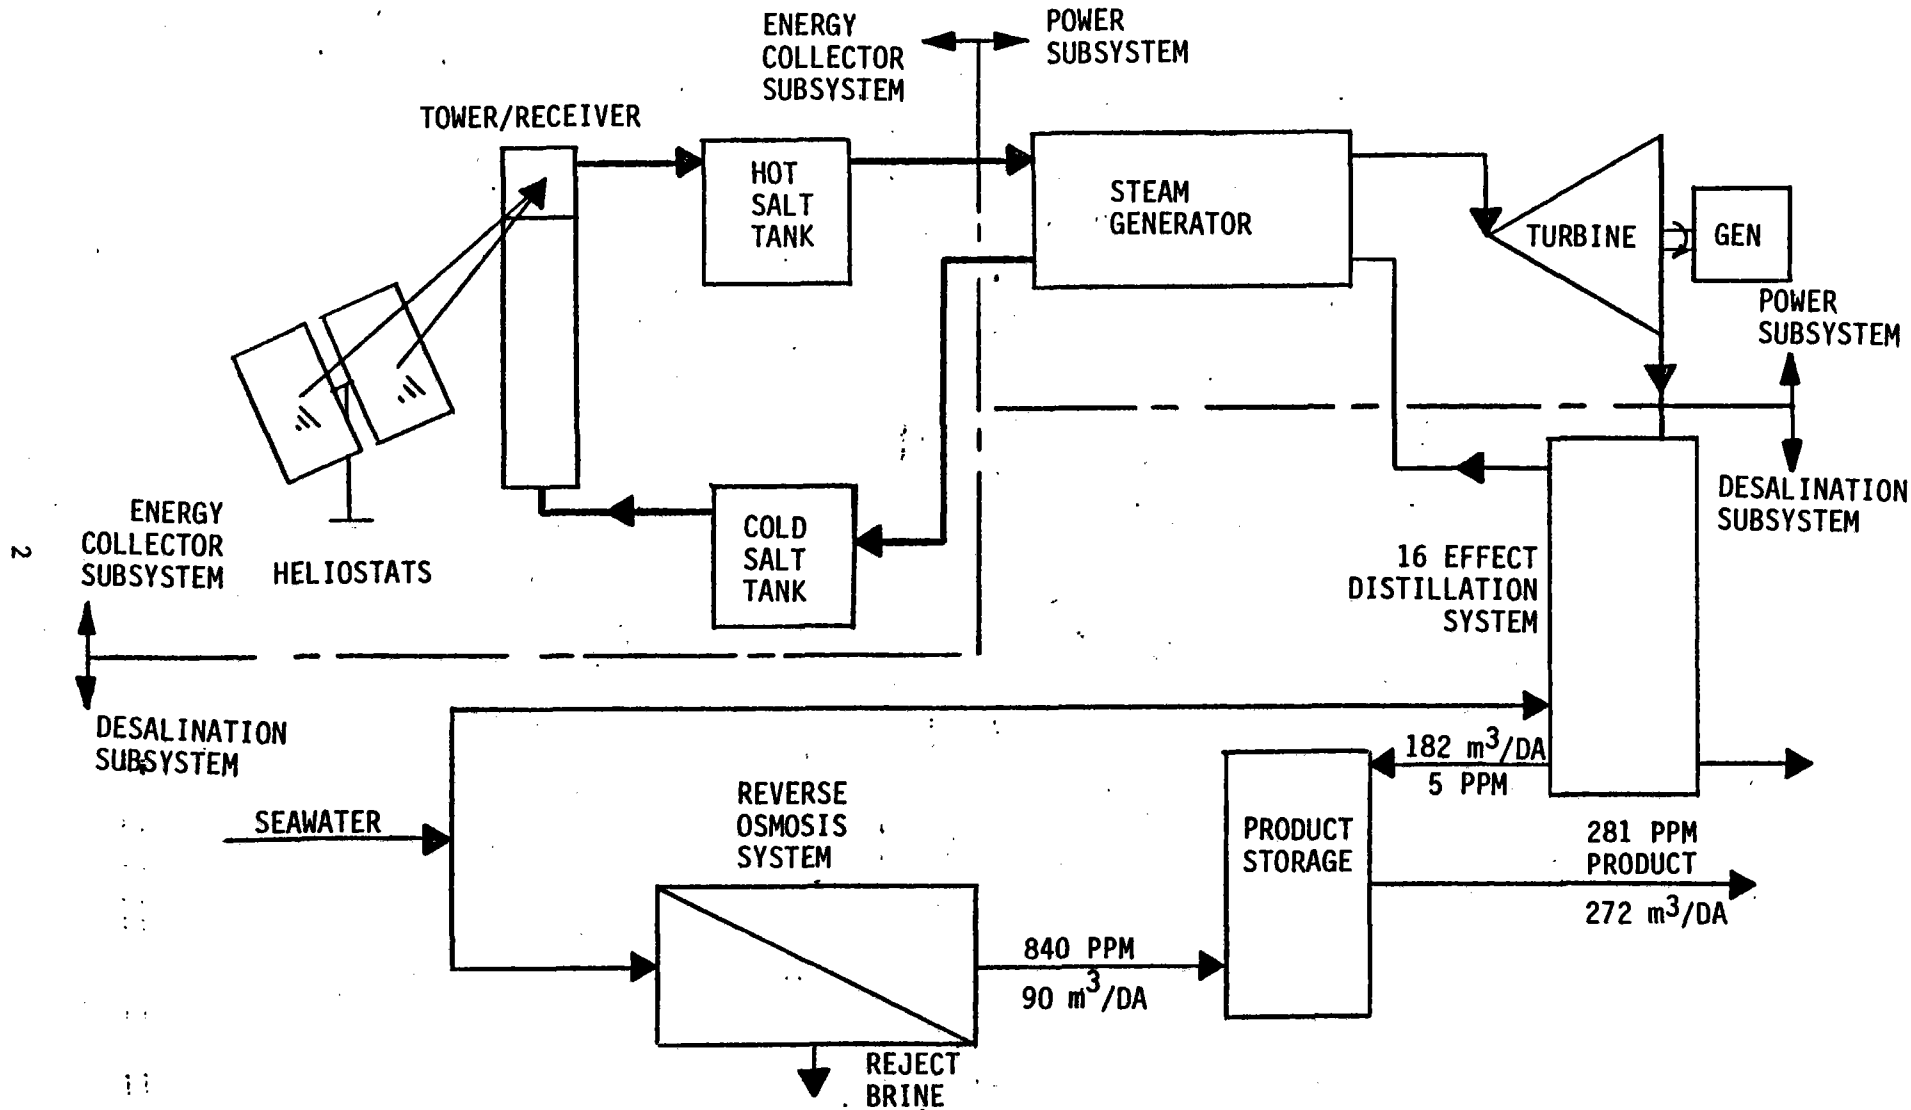 ENERGY
COLLECTOR
SUBSYSTEM
POWER
SUBSYSTEM
TOWER/RECEIVER
HOT
SALT
TANK
STEAM
GENERATOR
TURBINE
GEN
POWER
SUBSYSTEM
DESALINATION
SUBSYSTEM
ENERGY
COLLECTOR
SUBSYSTEM
HELIOSTATS
COLD
SALT
TANK
16 EFFECT
DISTILLATION
SYSTEM
2
DESALINATION
SUBSYSTEM
SEAWATER
REVERSE
OSMOSIS
SYSTEM
182 m³/DA
5 PPM
PRODUCT
STORAGE
281 PPM
PRODUCT
272 m³/DA
840 PPM
90 m³/DA
REJECT
BRINE